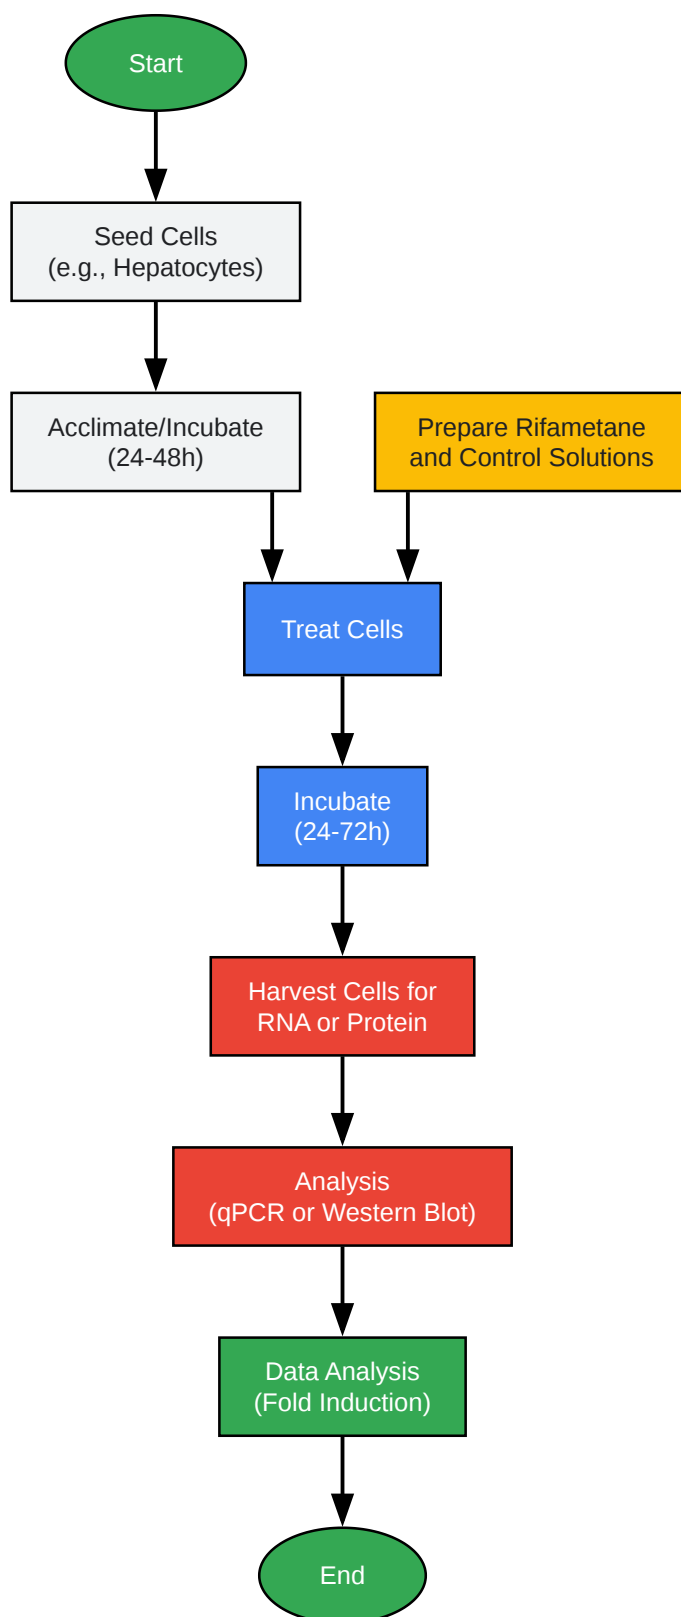 Start
Seed Cells
(e.g., Hepatocytes)
Acclimate/Incubate
(24-48h)
Prepare Rifametane
and Control Solutions
Treat Cells
Incubate
(24-72h)
Harvest Cells for
RNA or Protein
Analysis
(qPCR or Western Blot)
Data Analysis
(Fold Induction)
End